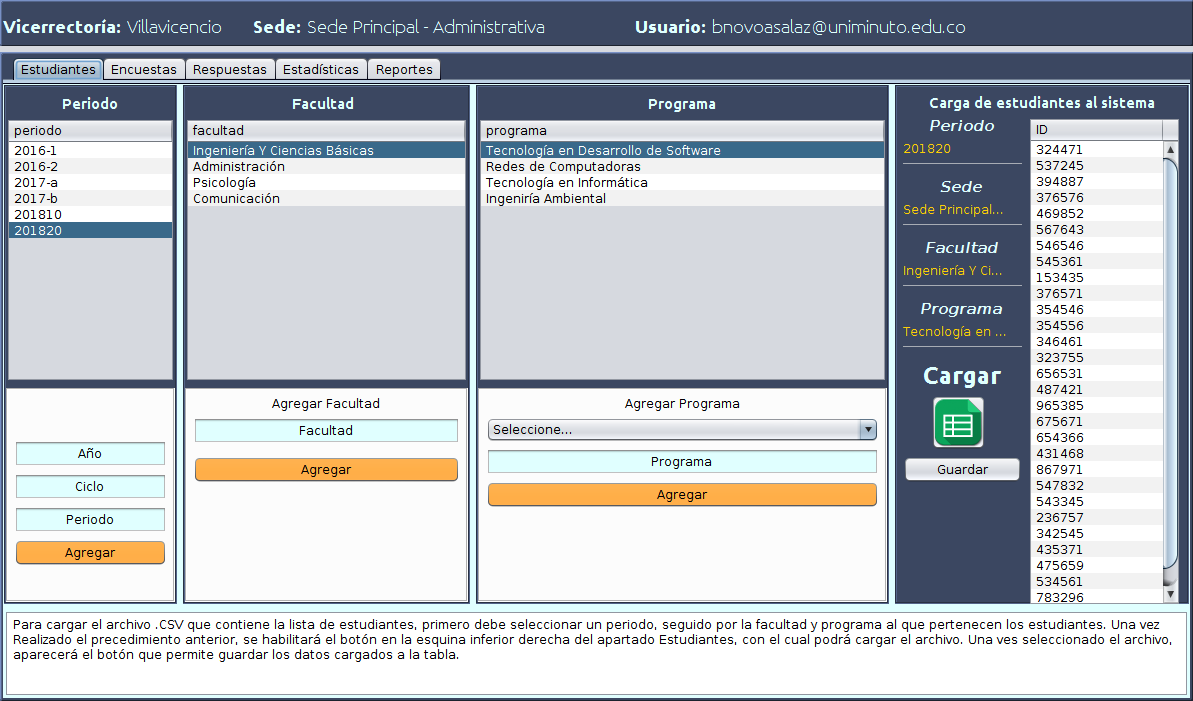 Vicerrectoría: Villavicencio Sede: Sede Principal - Administrativa Usuario: bnovoasalaz@uniminuto.edu.co
Estudiantes Encuestas Respuestas Estadísticas Reportes
Periodo
periodo
2016-1
2016-2
2017-a
2017-b
201810
201820
Año
Ciclo
Periodo
Agregar
Facultad
facultad
Ingeniería Y Ciencias Básicas
Administración
Psicología
Comunicación
Agregar Facultad
Facultad
Agregar
Programa
programa
Tecnología en Desarrollo de Software
Redes de Computadoras
Tecnología en Informática
Ingeniría Ambiental
Agregar Programa
Seleccione...
Programa
Agregar
Carga de estudiantes al sistema
Periodo
201820
Sede
Sede Principal...
Facultad
Ingeniería Y Ci...
Programa
Tecnología en ...
Cargar
Guardar
ID
324471
537245
394887
376576
469852
567643
546546
545361
153435
376571
354546
354556
346461
323755
656531
487421
965385
675671
654366
431468
867971
547832
543345
236757
342545
435371
475659
534561
783296
Para cargar el archivo .CSV que contiene la lista de estudiantes, primero debe seleccionar un periodo, seguido por la facultad y programa al que pertenecen los estudiantes. Una vez
Realizado el precedimiento anterior, se habilitará el botón en la esquina inferior derecha del apartado Estudiantes, con el cual podrá cargar el archivo. Una ves seleccionado el archivo,
aparecerá el botón que permite guardar los datos cargados a la tabla.